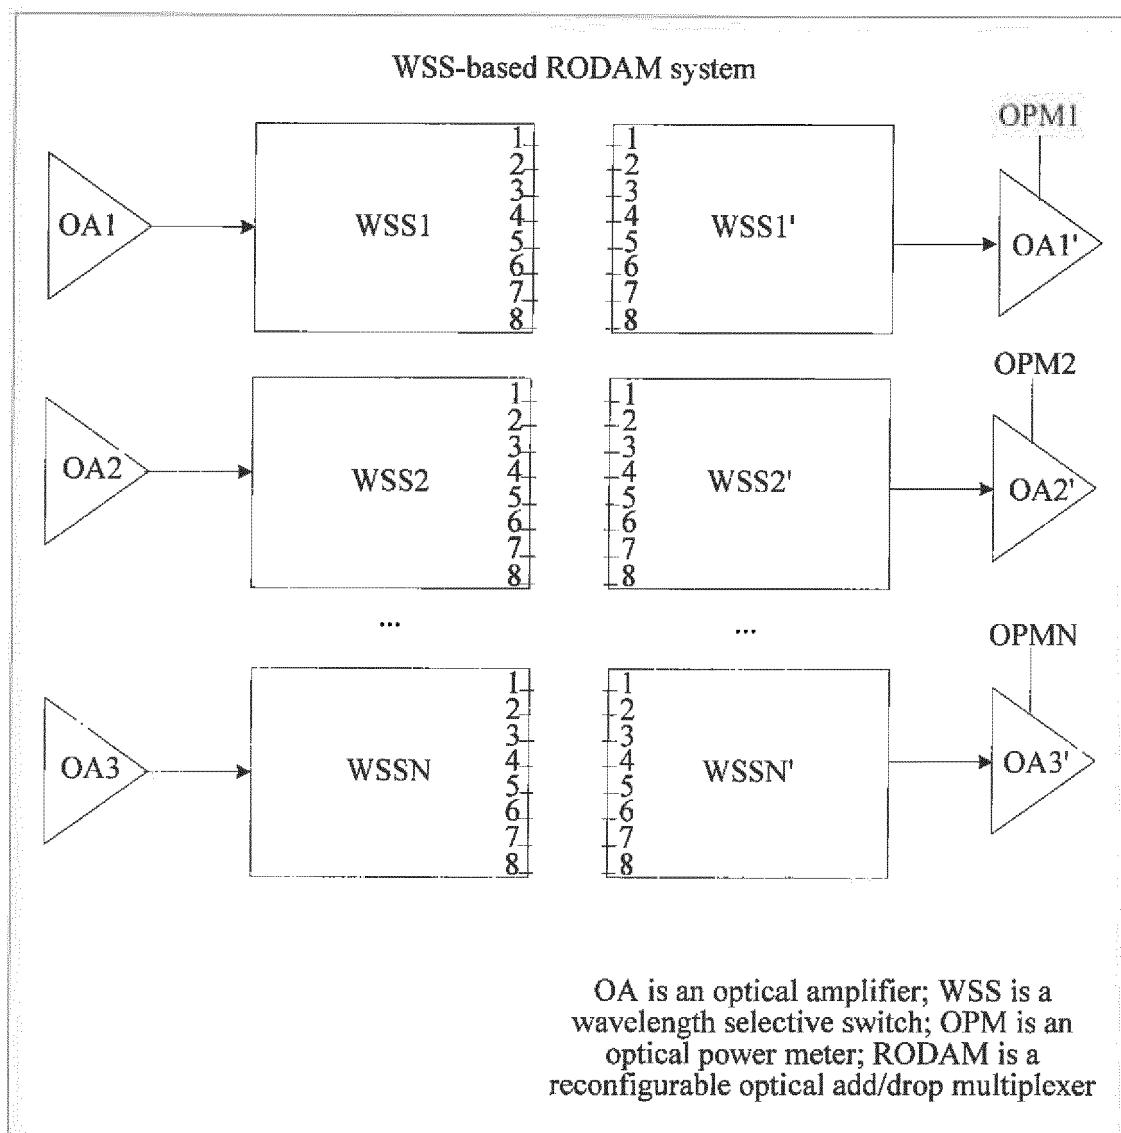 WSS-based RODAM system
OPM1
OA1
1
2
3
4
5
6
7
8
WSS1
1
2
3
4
5
6
7
8
WSS1'
OA1'
OPM2
OA2
1
2
3
4
5
6
7
8
WSS2
1
2
3
4
5
6
7
8
WSS2'
OA2'
...
...
OPMN
OA3
1
2
3
4
5
6
7
8
WSSN
1
2
3
4
5
6
7
8
WSSN'
OA3'
OA is an optical amplifier; WSS is a
wavelength selective switch; OPM is an
optical power meter; RODAM is a
reconfigurable optical add/drop multiplexer